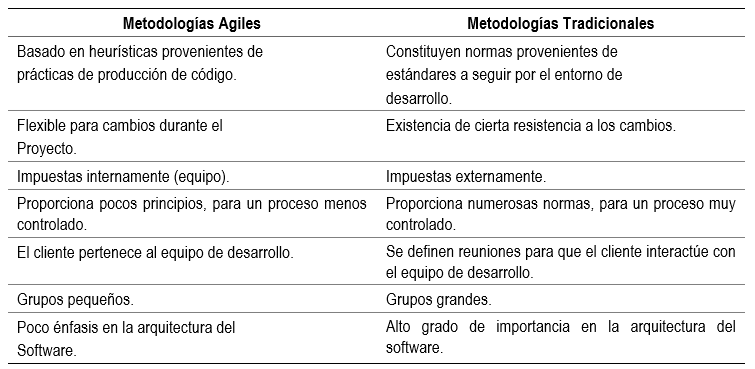 Metodologías Agiles Metodologías Tradicionales
Basado en heurísticas provenientes de
prácticas de producción de código.
Constituyen normas provenientes de
estándares a seguir por el entorno de
desarrollo.
Flexible para cambios durante el
Proyecto.
Existencia de cierta resistencia a los cambios.
Impuestas internamente (equipo).
Impuestas externamente.
Proporciona pocos principios, para un proceso menos
controlado.
Proporciona numerosas normas, para un proceso muy
controlado.
El cliente pertenece al equipo de desarrollo.
Se definen reuniones para que el cliente interactúe con
el equipo de desarrollo.
Grupos pequeños.
Grupos grandes.
Poco énfasis en la arquitectura del
Software.
Alto grado de importancia en la arquitectura del
software.